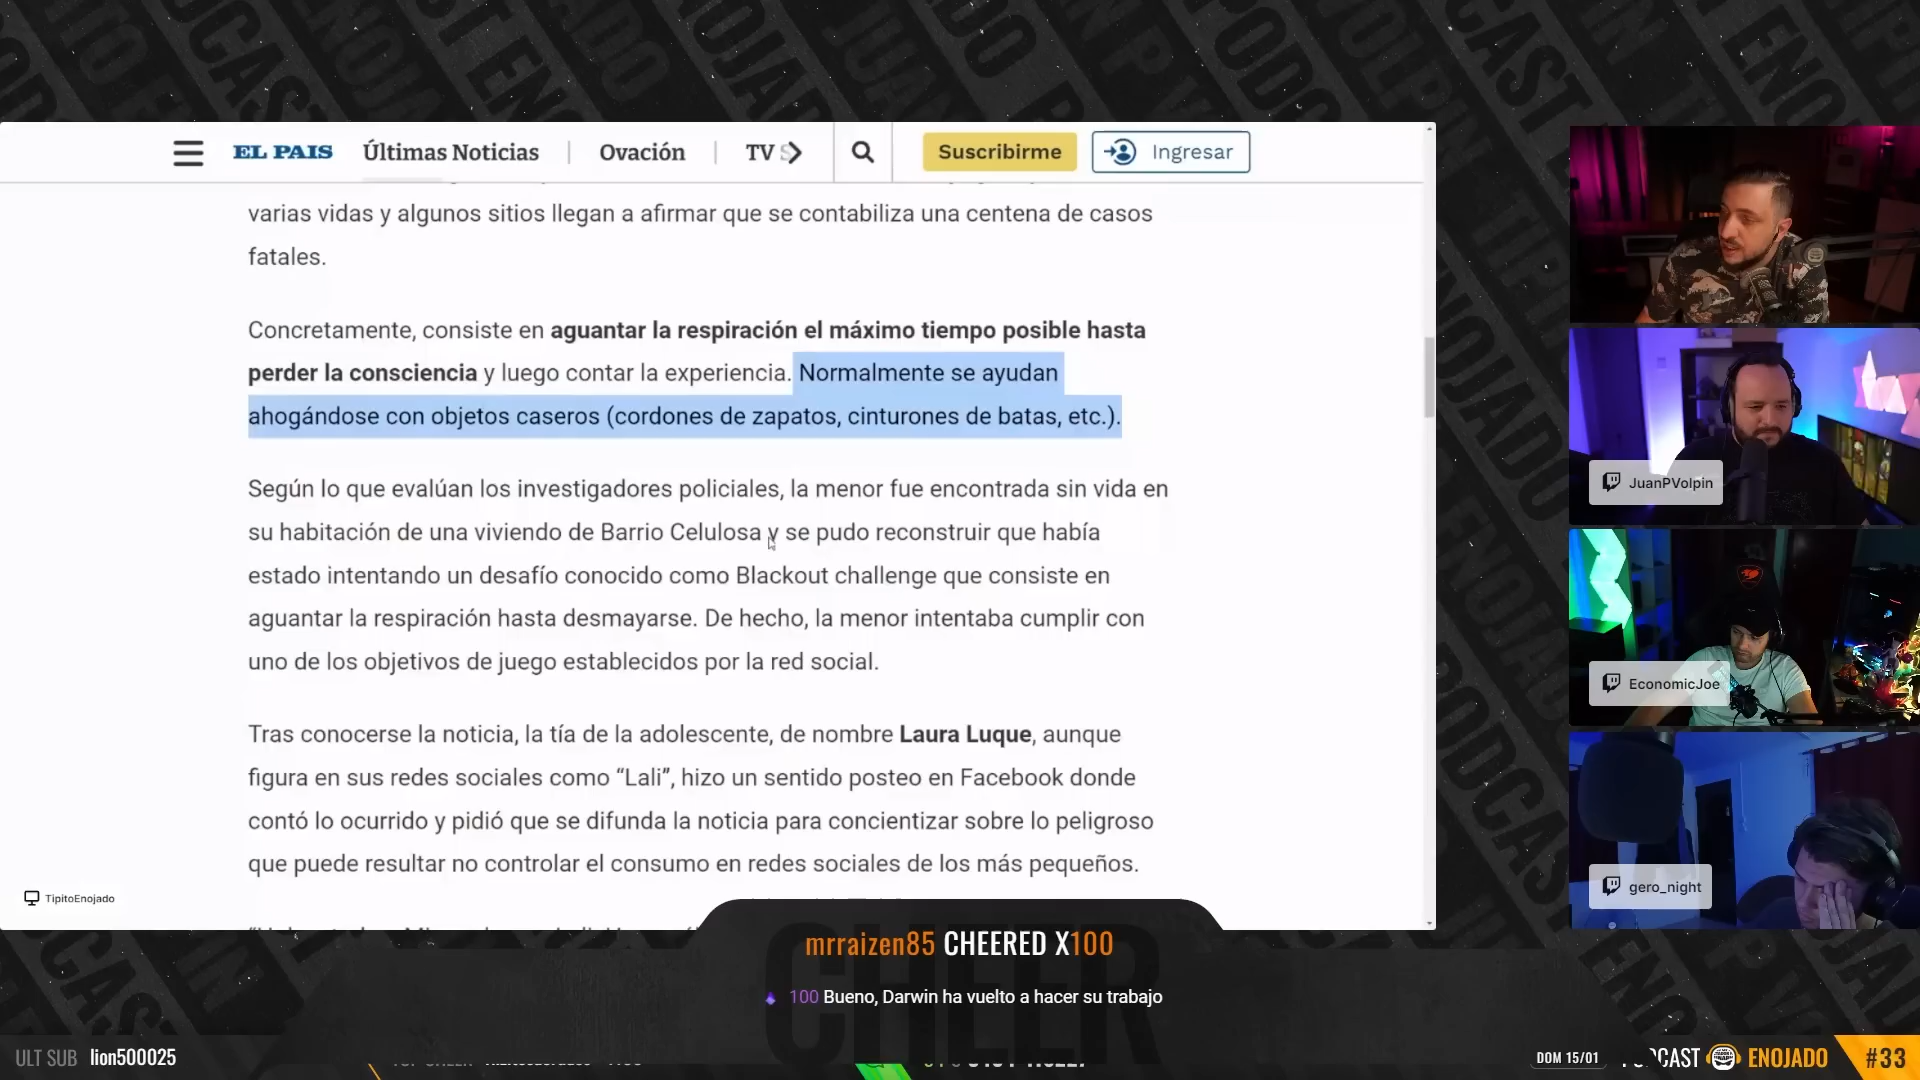 EL PAIS
Últimas Noticias
Ovación
TV
Suscribirme
Ingresar
varias vidas y algunos sitios llegan a afirmar que se contabiliza una centena de casos
fatales.
Concretamente, consiste en aguantar la respiración el máximo tiempo posible hasta
perder la consciencia y luego contar la experiencia. Normalmente se ayudan
ahogándose con objetos caseros (cordones de zapatos, cinturones de batas, etc.).
Según lo que evalúan los investigadores policiales, la menor fue encontrada sin vida en
su habitación de una viviendo de Barrio Celulosa y se pudo reconstruir que había
estado intentando un desafío conocido como Blackout challenge que consiste en
aguantar la respiración hasta desmayarse. De hecho, la menor intentaba cumplir con
uno de los objetivos de juego establecidos por la red social.
Tras conocerse la noticia, la tía de la adolescente, de nombre Laura Luque, aunque
figura en sus redes sociales como “Lali”, hizo un sentido posteo en Facebook donde
contó lo ocurrido y pidió que se difunda la noticia para concientizar sobre lo peligroso
que puede resultar no controlar el consumo en redes sociales de los más pequeños.
TipitoEnojado
JuanPVolpin
EconomicJoe
gero_night
mrraizen85 CHEERED X100
100 Bueno, Darwin ha vuelto a hacer su trabajo
CHEER
ULT SUB lion500025
DOM 15/01
ENOJADO
#33